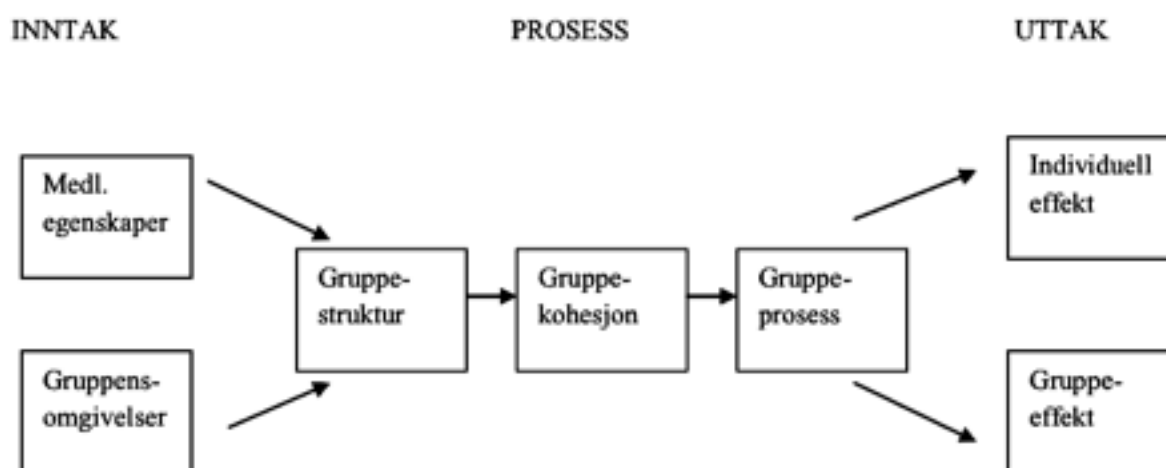 INNTAK
PROSESS
UTTAK
Medl.
egenskaper
Gruppens-
omgivelser
Gruppe-
struktur
Gruppe-
kohesjon
Gruppe-
prosess
Individuell
effekt
Gruppe-
effekt